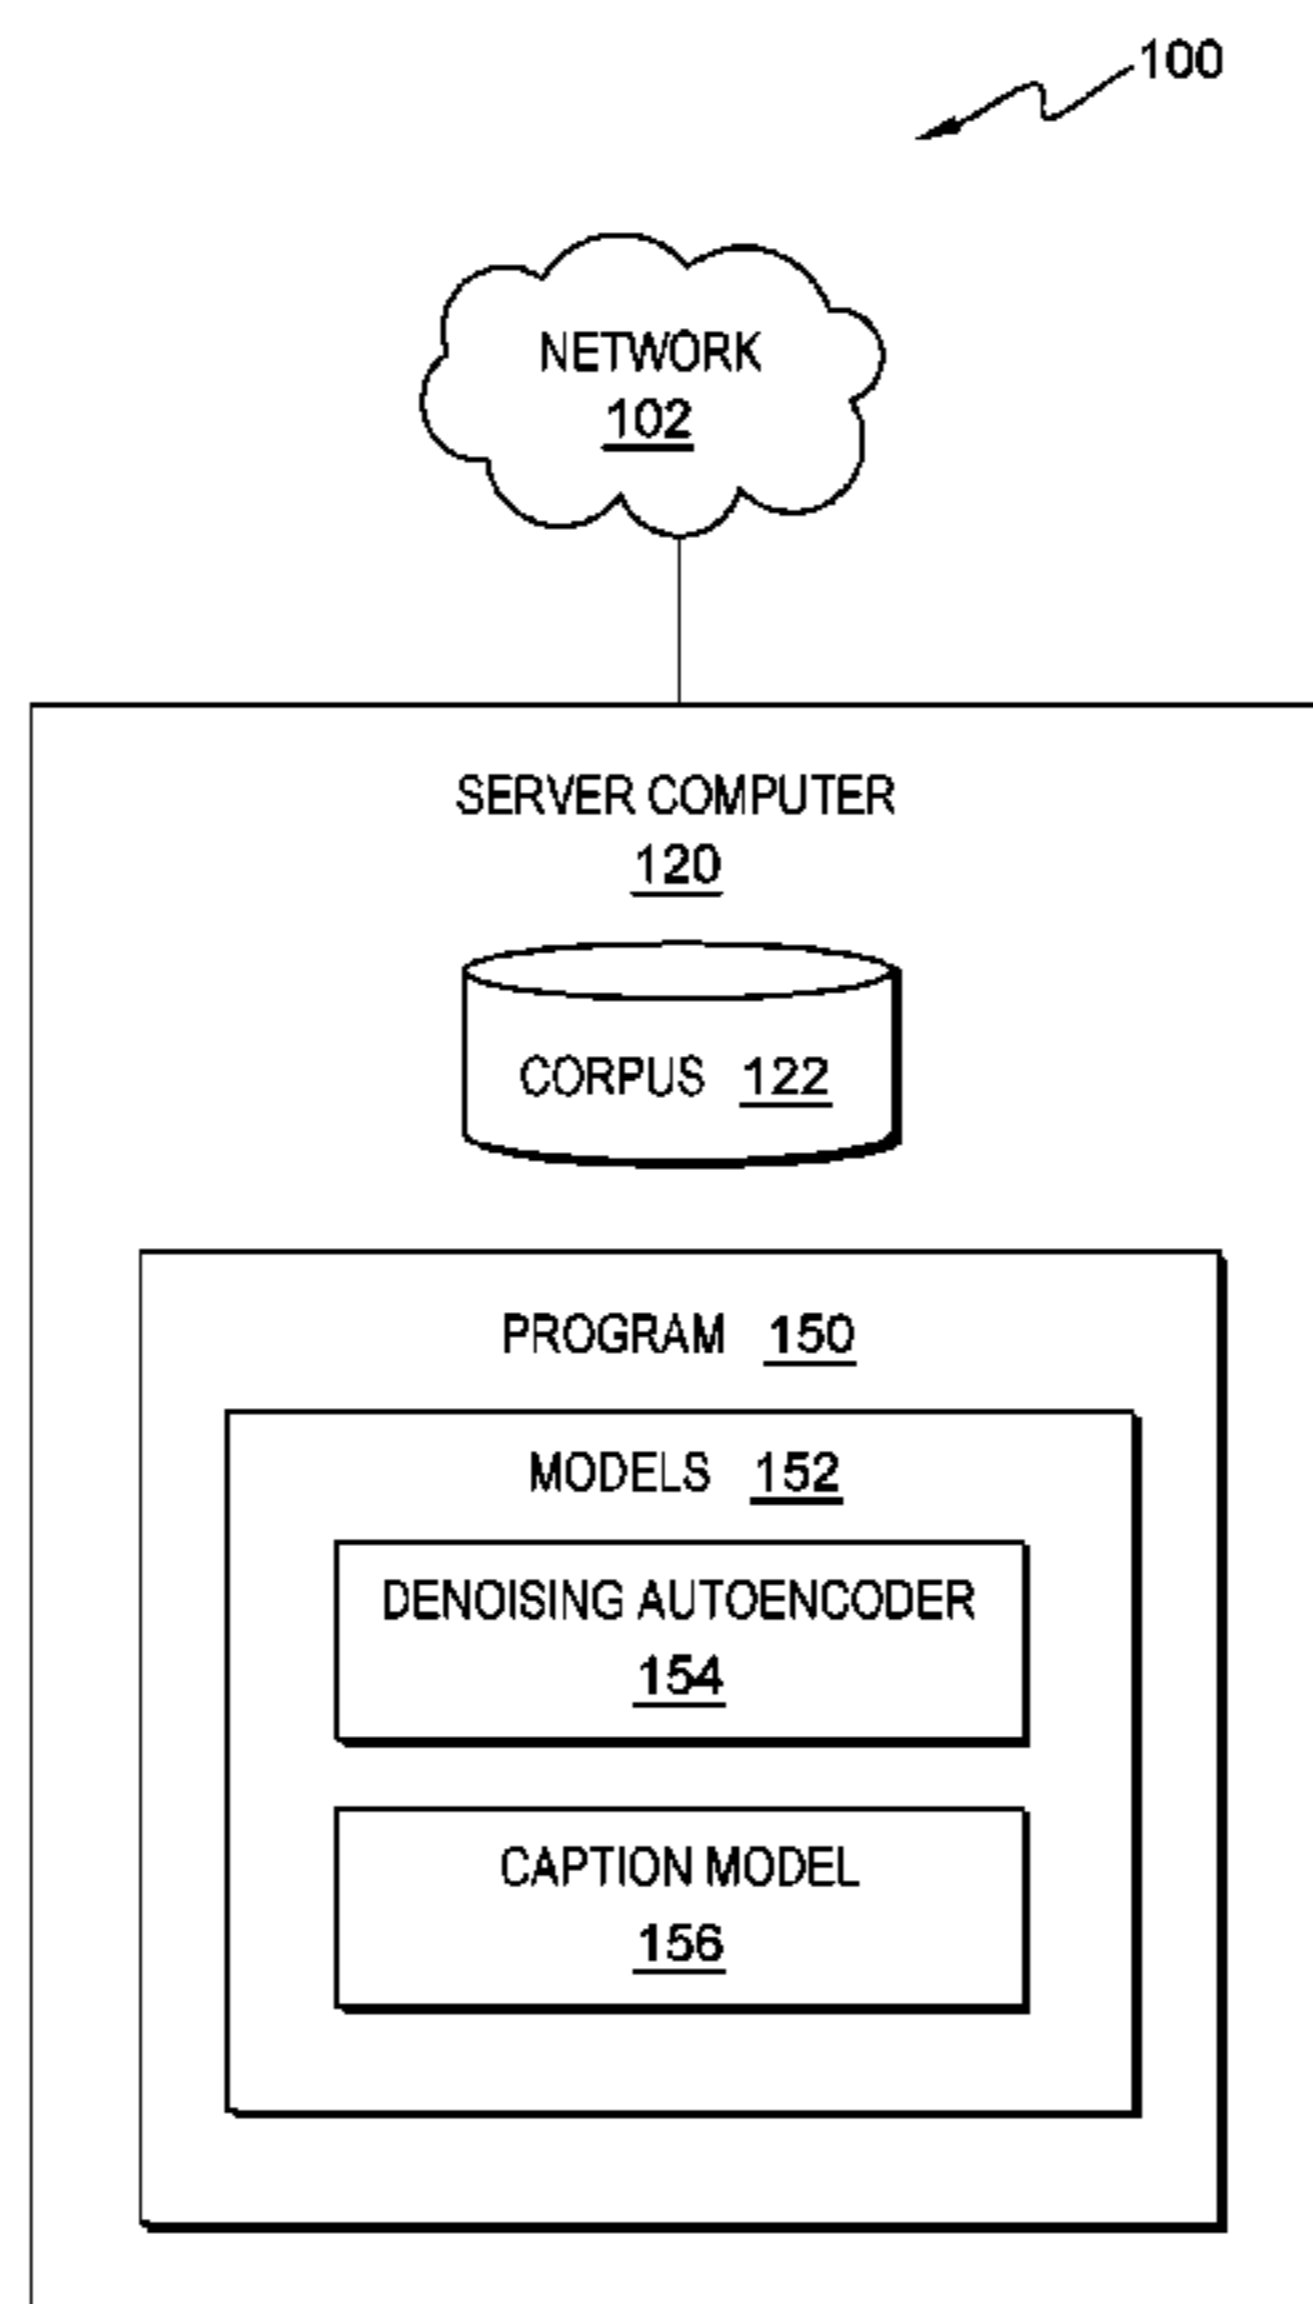 100
NETWORK
102
SERVER COMPUTER
120
CORPUS 122
PROGRAM 150
MODELS 152
DENOISING AUTOENCODER
154
CAPTION MODEL
156